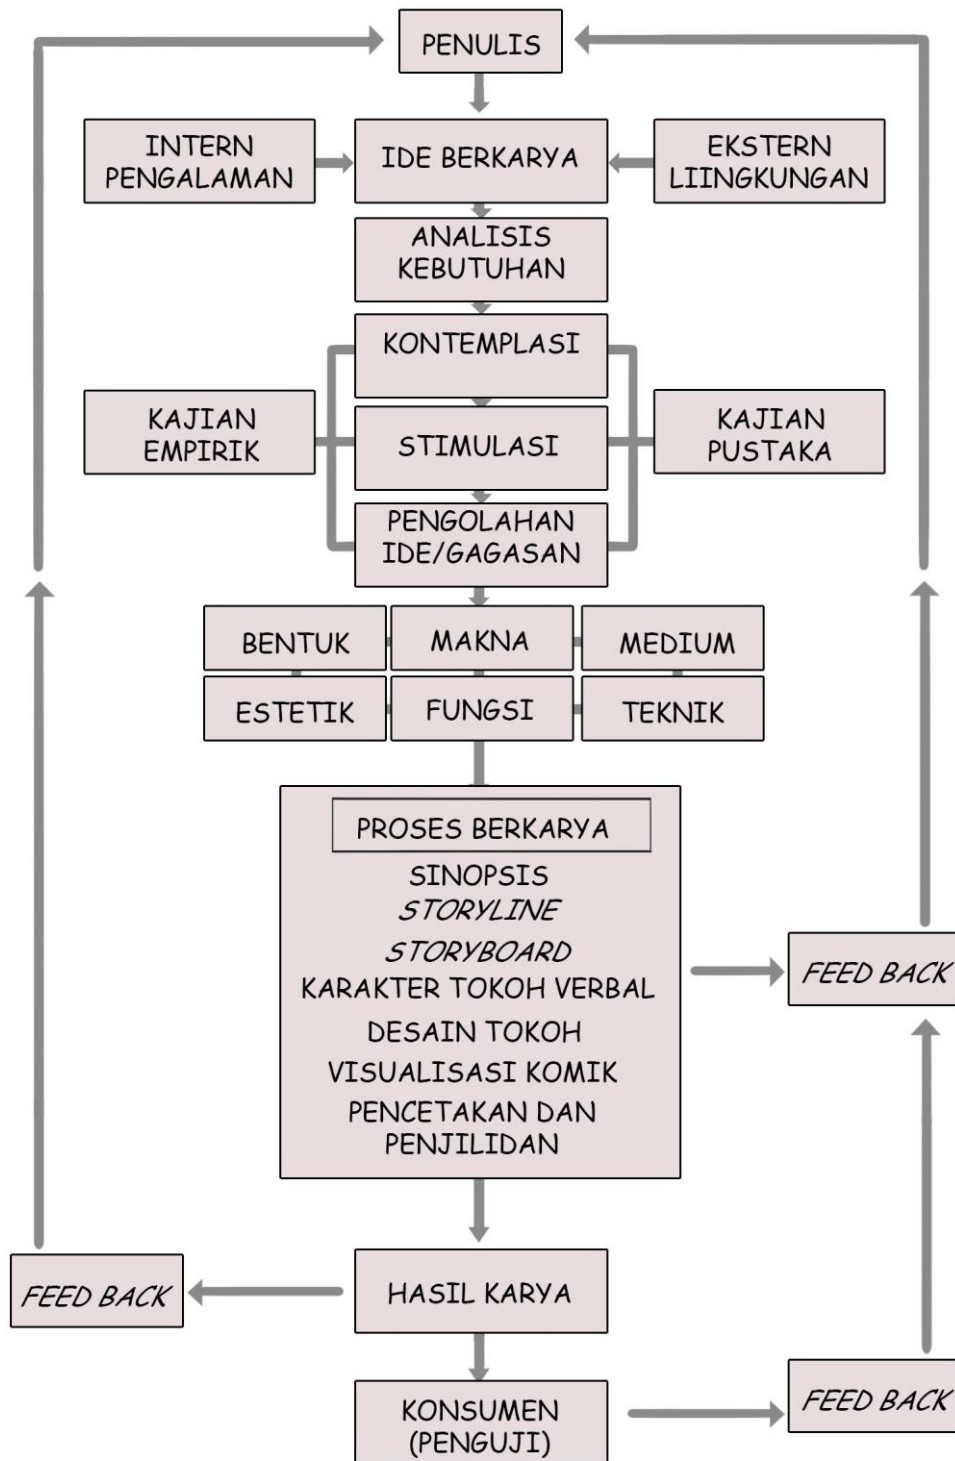 PENULIS
INTERN
PENGALAMAN
IDE BERKARYA
EKSTERN
LIINGKUNGAN
ANALISIS
KEBUTUHAN
KONTEMPLASI
KAJIAN
EMPIRIK
STIMULASI
KAJIAN
PUSTAKA
PENGOLAHAN
IDE/GAGASAN
BENTUK
MAKNA
MEDIUM
ESTETIK
FUNGSI
TEKNIK
PROSES BERKARYA
SINOPSIS
STORYLINE
STORYBOARD
KARAKTER TOKOH VERBAL
DESAIN TOKOH
VISUALISASI KOMIK
PENCETAKAN DAN
PENJILIDAN
FEED BACK
FEED BACK
HASIL KARYA
KONSUMEN
(PENGUJI)
FEED BACK